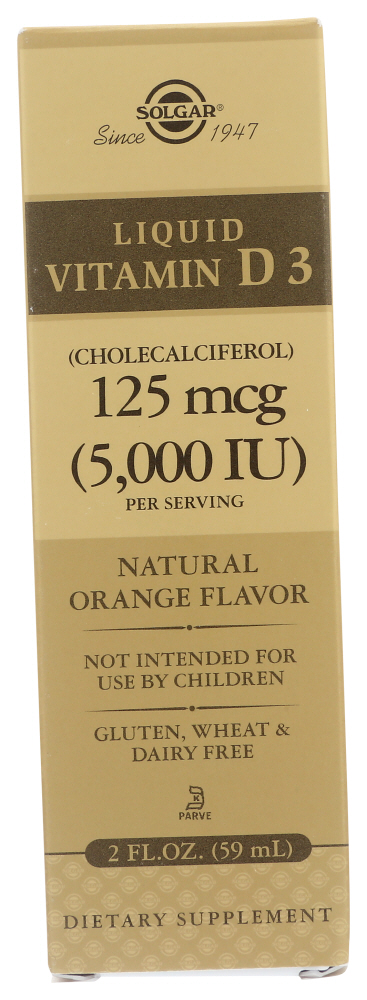 SOLGAR®
Since 1947
LIQUID
VITAMIN D 3
(CHOLECALCIFEROL)
125 mcg
(5,000 IU)
PER SERVING
NATURAL
ORANGE FLAVOR
NOT INTENDED FOR
USE BY CHILDREN
GLUTEN, WHEAT &
DAIRY FREE
K
PARVE
2 FL.OZ. (59 mL)
DIETARY SUPPLEMENT